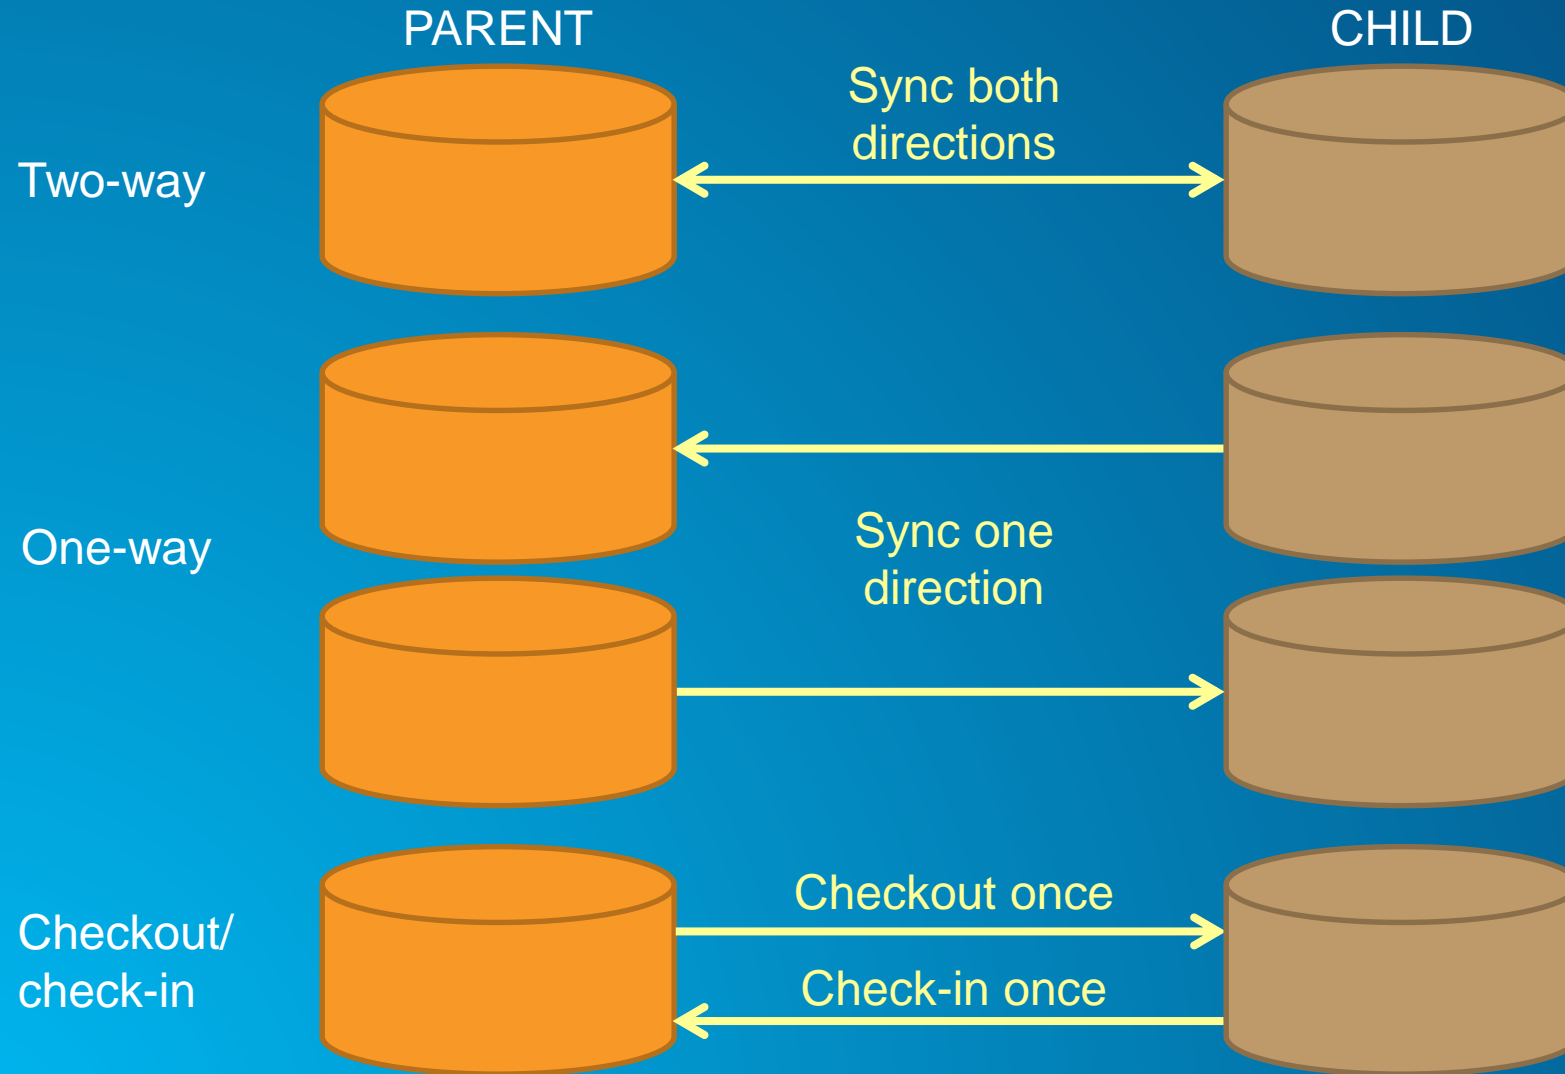 PARENT
CHILD
Sync both
directions
Two-way
Sync one
direction
One-way
Checkout once
Checkout/
check-in
Check-in once